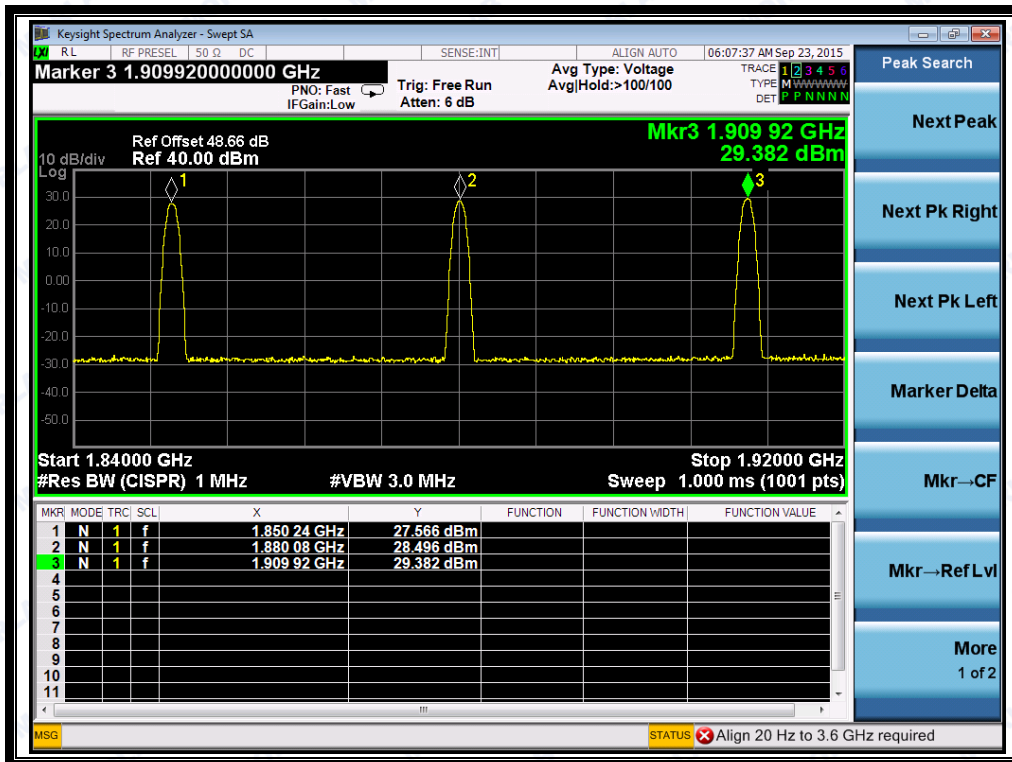 Keysight Spectrum Analyzer - Swept SA
LXI RL RF PRESEL 50 Ω DC SENSE:INT ALIGN AUTO 06:07:37 AM Sep 23, 2015
Marker 3 1.909920000000 GHz
PNO: Fast
IFGain:Low
Trig: Free Run
Atten: 6 dB
Avg Type: Voltage
Avg|Hold:>100/100
TRACE 1 2 3 4 5 6
TYPE M WWWWW
DET P P N N N N
Mkr3 1.909 92 GHz
29.382 dBm
Ref Offset 48.66 dB
10 dB/div Ref 40.00 dBm
Log
30.0
20.0
10.0
0.00
-10.0
-20.0
-30.0
-40.0
-50.0
1
2
3
Start 1.84000 GHz Stop 1.92000 GHz
#Res BW (CISPR) 1 MHz #VBW 3.0 MHz Sweep 1.000 ms (1001 pts)
MKR MODE TRC SCL X Y FUNCTION FUNCTION WIDTH FUNCTION VALUE
1 N 1 f 1.850 24 GHz 27.566 dBm
2 N 1 f 1.880 08 GHz 28.496 dBm
3 N 1 f 1.909 92 GHz 29.382 dBm
4
5
6
7
8
9
10
11
MSG STATUS Align 20 Hz to 3.6 GHz required
Peak Search
Next Peak
Next Pk Right
Next Pk Left
Marker Delta
Mkr→CF
Mkr→Ref Lvl
More
1 of 2